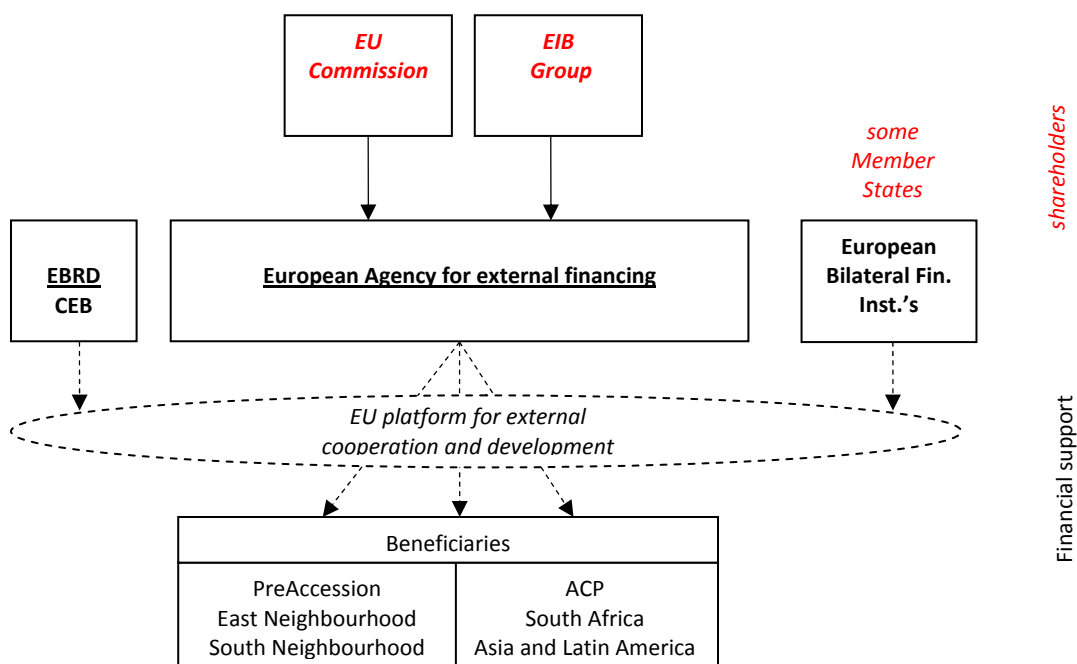 EU
Commission
EIB
Group
some
Member
States
shareholders
EBRD
CEB
European Agency for external financing
European
Bilateral Fin.
Inst.'s
EU platform for external
cooperation and development
Financial support
Beneficiaries
PreAccession
East Neighbourhood
South Neighbourhood
ACP
South Africa
Asia and Latin America